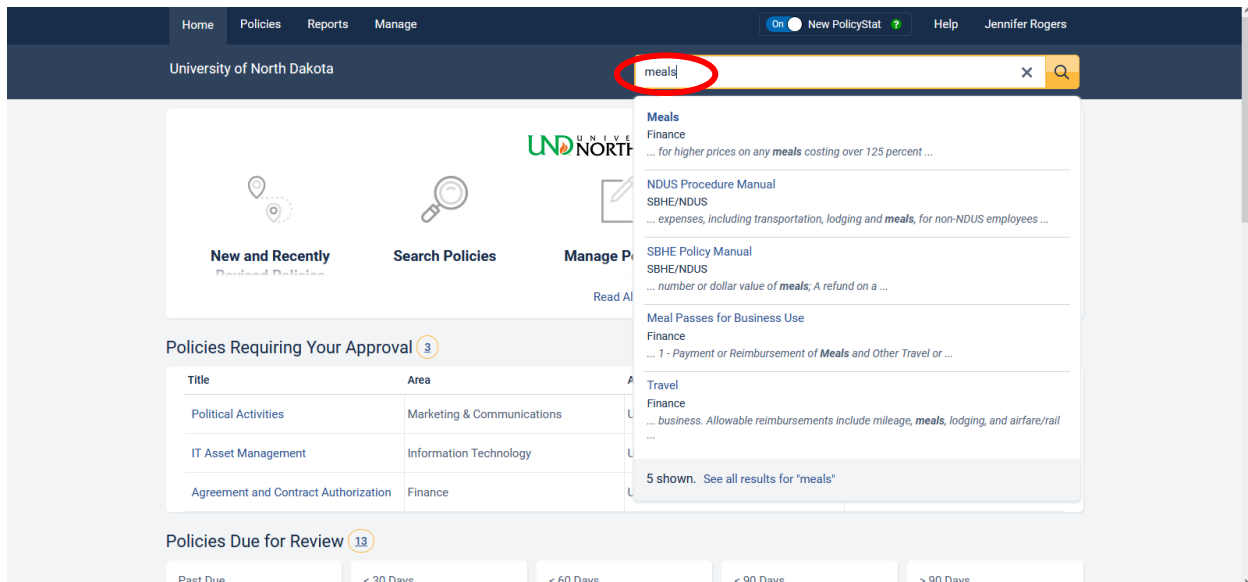 Home Policies Reports Manage On New PolicyStat ? Help Jennifer Rogers
University of North Dakota
meals
Meals
Finance
... for higher prices on any meals costing over 125 percent ...
NDUS Procedure Manual
SBHE/NDUS
... expenses, including transportation, lodging and meals, for non-NDUS employees ...
SBHE Policy Manual
SBHE/NDUS
... number or dollar value of meals; A refund on a ...
Meal Passes for Business Use
Finance
... 1 - Payment or Reimbursement of Meals and Other Travel or ...
Travel
Finance
... business. Allowable reimbursements include mileage, meals, lodging, and airfare/rail
...
5 shown. See all results for "meals"
UND UNIVE
NORTH
New and Recently
Revised Policies
Search Policies
Manage P
Read Al
Policies Requiring Your Approval 3
Title Area A
Political Activities Marketing & Communications U
IT Asset Management Information Technology U
Agreement and Contract Authorization Finance U
Policies Due for Review 13
Past Due < 30 Days < 60 Days < 90 Days > 90 Days